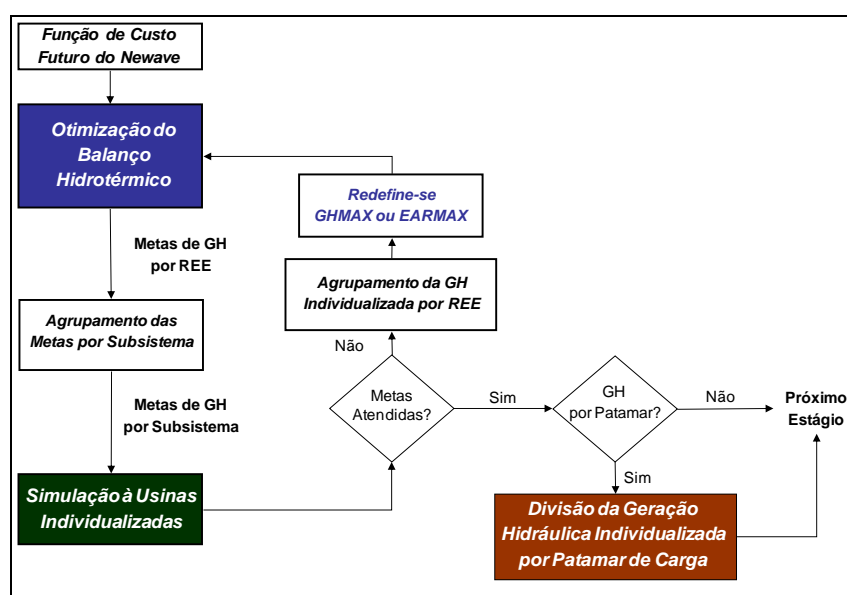 Função de Custo
Futuro do Newave
Otimização do
Balanço
Hidrotérmico
Redefine-se
GHMAX ou EARMAX
Metas de GH
por REE
Agrupamento da GH
Individualizada por REE
Agrupamento das
Metas por Subsistema
Não
Metas
Atendidas?
Sim
GH
por Patamar?
Não
Próximo
Estágio
Metas de GH
por Subsistema
Sim
Simulação à Usinas
Individualizadas
Divisão da Geração
Hidráulica Individualizada
por Patamar de Carga